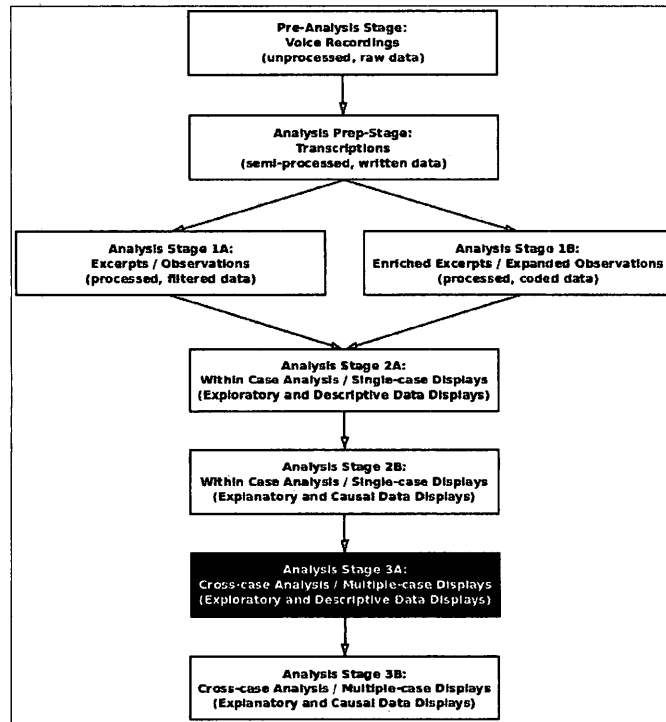 Pre-Analysis Stage:
Voice Recordings
(unprocessed, raw data)
Analysis Prep-Stage:
Transcriptions
(semi-processed, written data)
Analysis Stage 1A:
Excerpts / Observations
(processed, filtered data)
Analysis Stage 1B:
Enriched Excerpts / Expanded Observations
(processed, coded data)
Analysis Stage 2A:
Within Case Analysis / Single-case Displays
(Exploratory and Descriptive Data Displays)
Analysis Stage 2B:
Within Case Analysis / Single-case Displays
(Explanatory and Causal Data Displays)
Analysis Stage 3A:
Cross-case Analysis / Multiple-case Displays
(Exploratory and Descriptive Data Displays)
Analysis Stage 3B:
Cross-case Analysis / Multiple-case Displays
(Explanatory and Causal Data Displays)